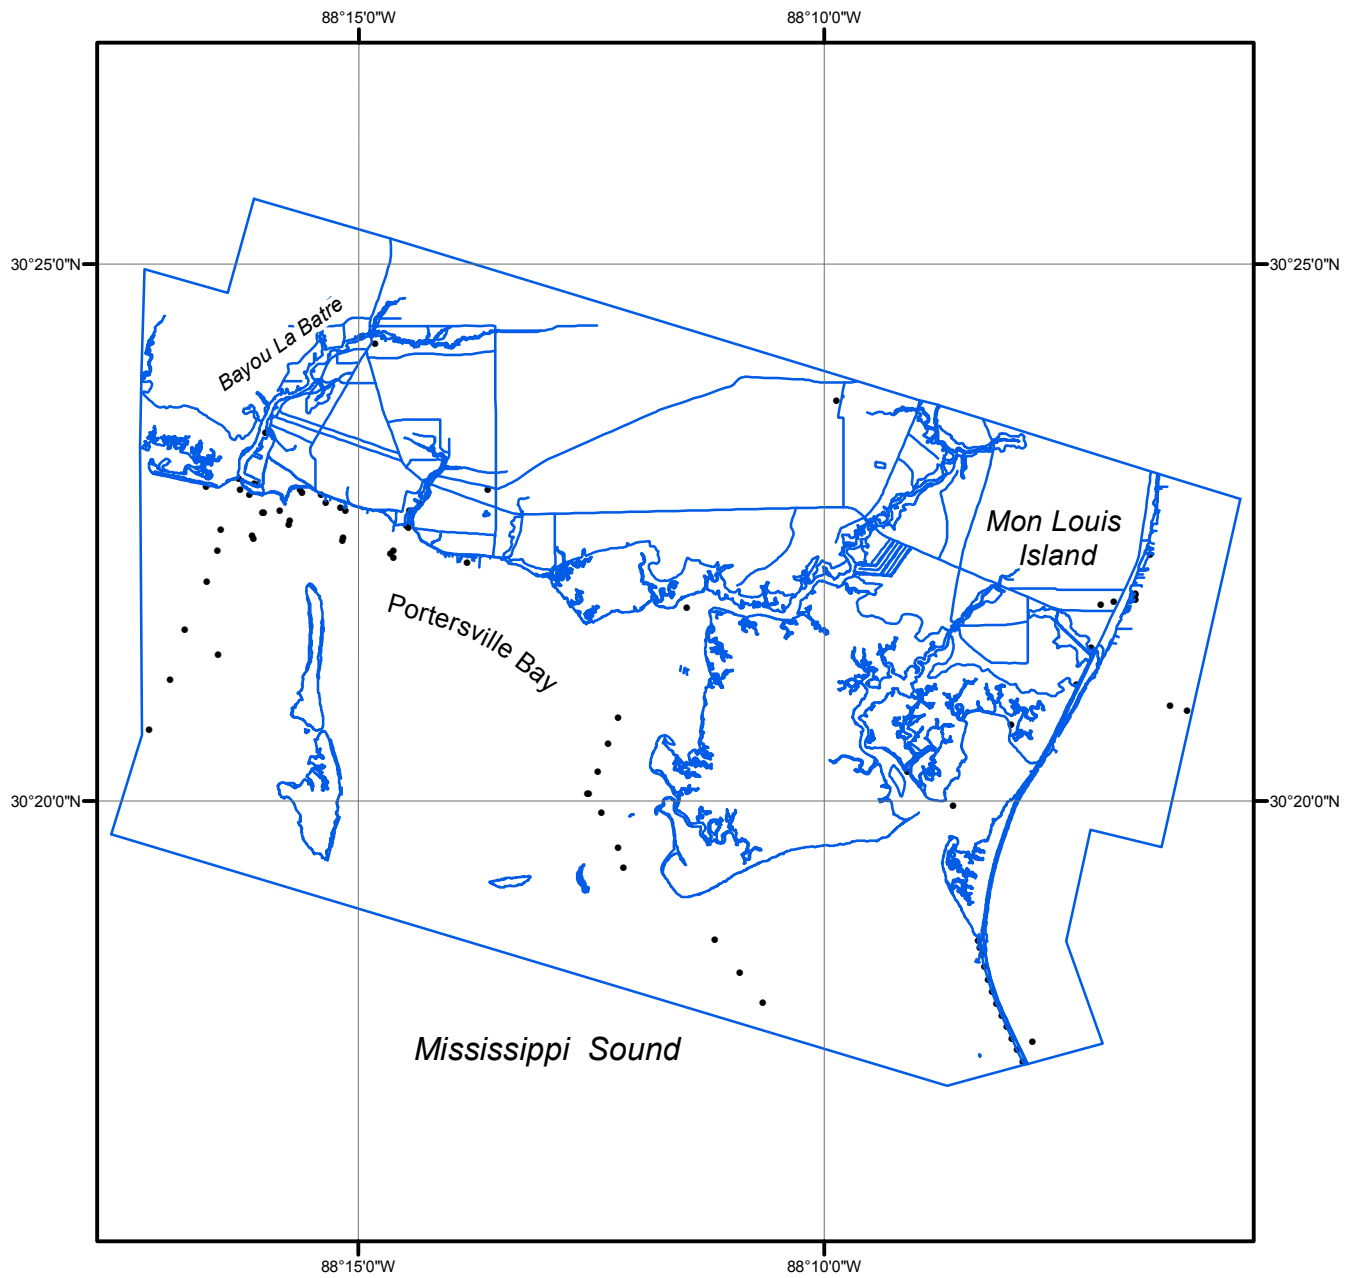 88°15'0"W
88°10'0"W
30°25'0"N
30°25'0"N
Bayou La Batre
Mon Louis
Island
Portersville Bay
30°20'0"N
30°20'0"N
Mississippi Sound
88°15'0"W
88°10'0"W